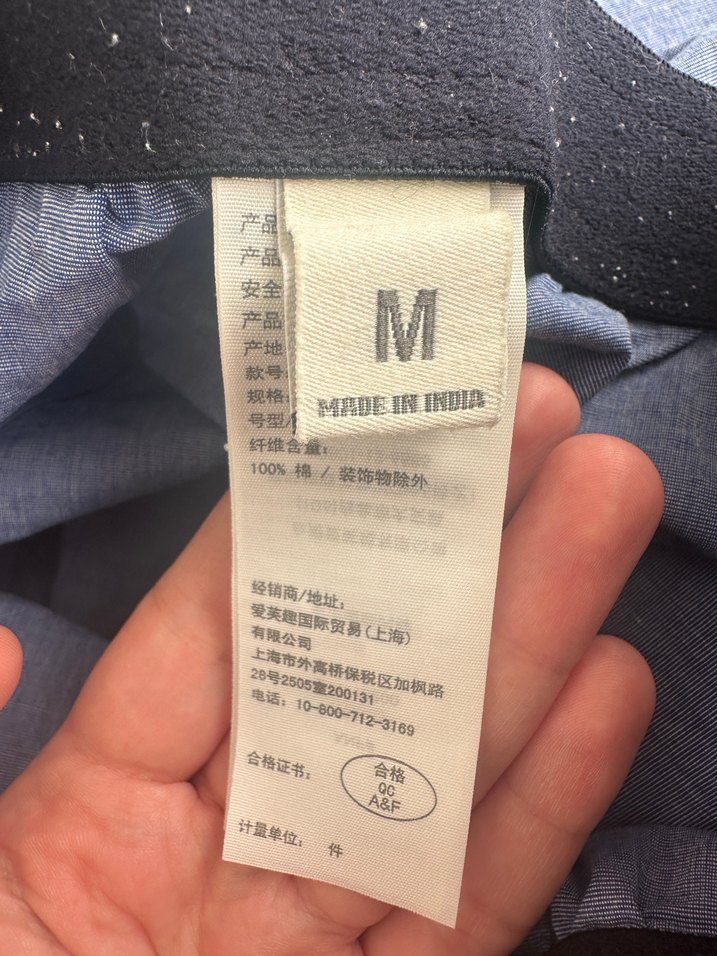 M
MADE IN INDIA
产品
产品
安全
产品
产地
款号:
规格:
号型/
纤维含量:
100% 棉 / 装饰物除外
经销商/地址:
爱芙趣国际贸易(上海)
有限公司
上海市外高桥保税区加枫路
28号2505室200131
电话: 10-800-712-3169
合格证书:
合格
QC
A&F
计量单位: 件